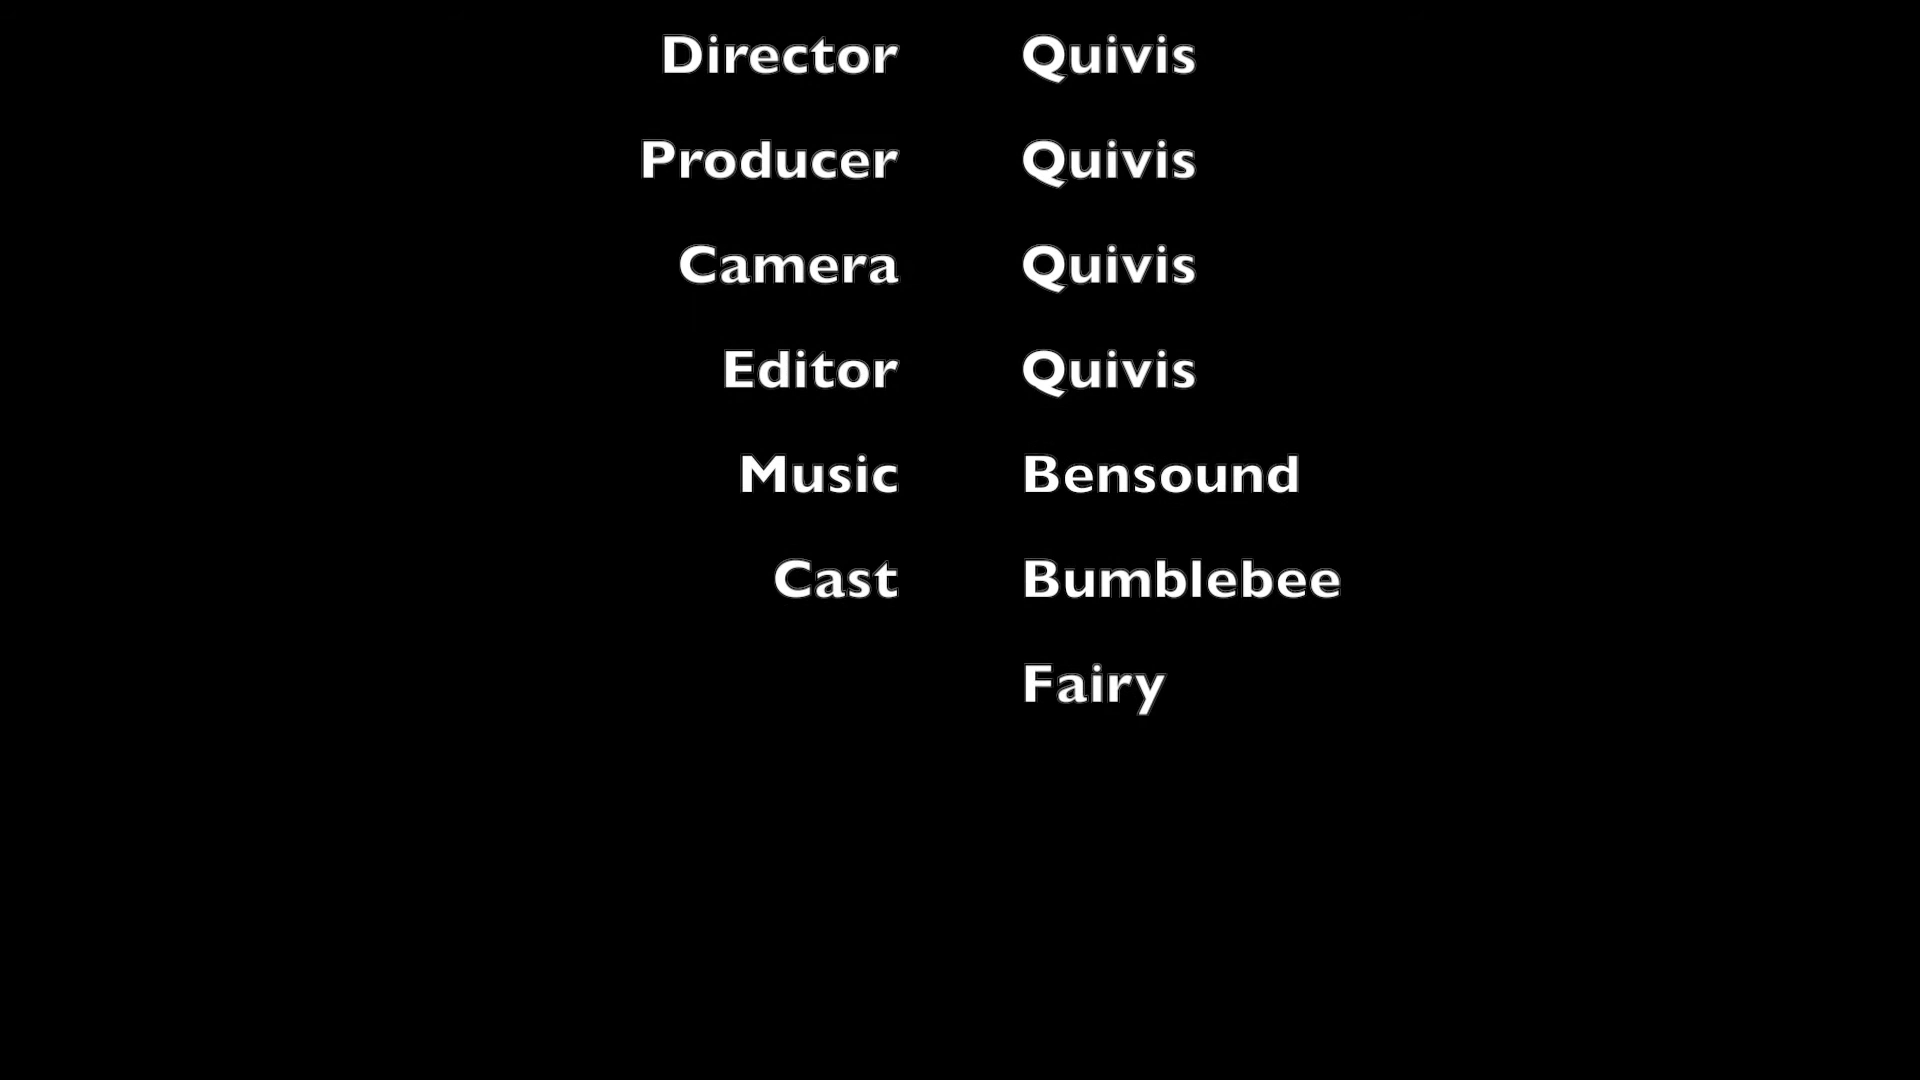 Director Quivis
Producer Quivis
Camera Quivis
Editor Quivis
Music Bensound
Cast Bumblebee
Fairy